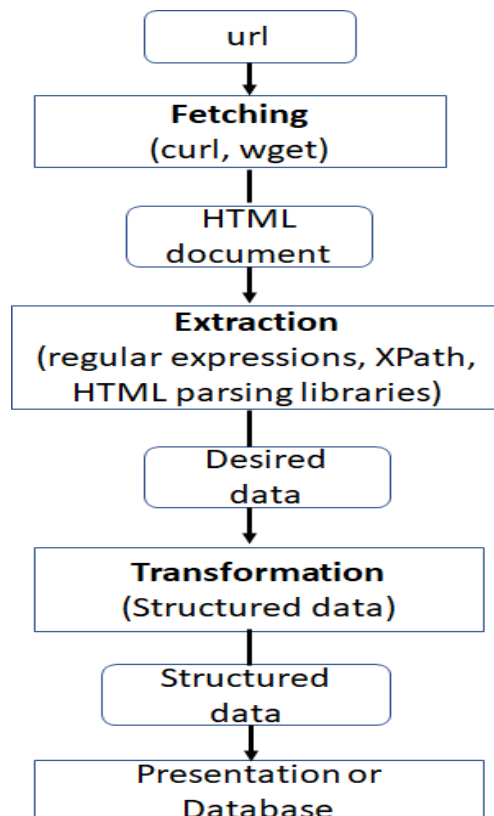 url
Fetching
(curl, wget)
HTML
document
Extraction
(regular expressions, XPath,
HTML parsing libraries)
Desired
data
Transformation
(Structured data)
Structured
data
Presentation or
Database